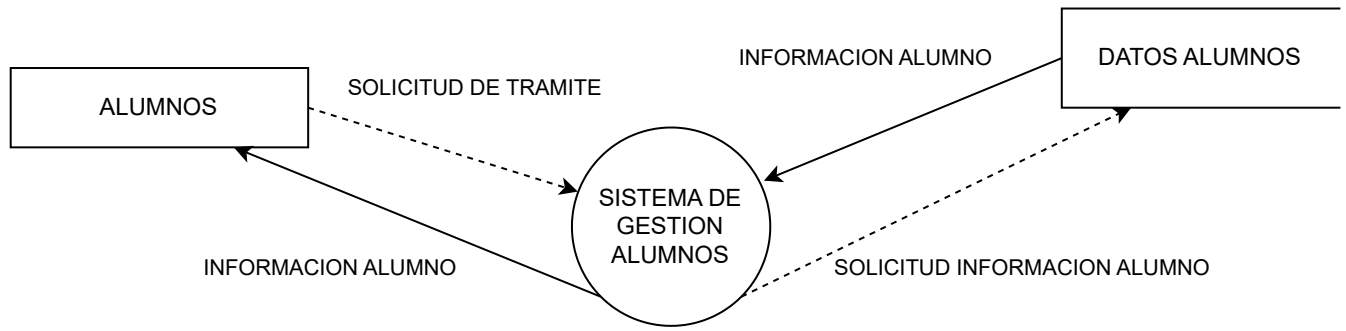 INFORMACION ALUMNO
DATOS ALUMNOS
SOLICITUD DE TRAMITE
ALUMNOS
SISTEMA DE
GESTION
ALUMNOS
INFORMACION ALUMNO
SOLICITUD INFORMACION ALUMNO